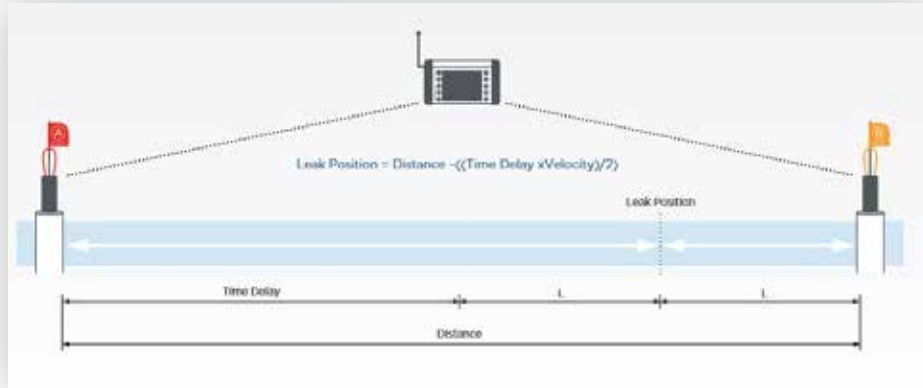 A
B
Leak Position = Distance -((Time Delay xVelocity)/2)
Leak Position
Time Delay
L
L
Distance